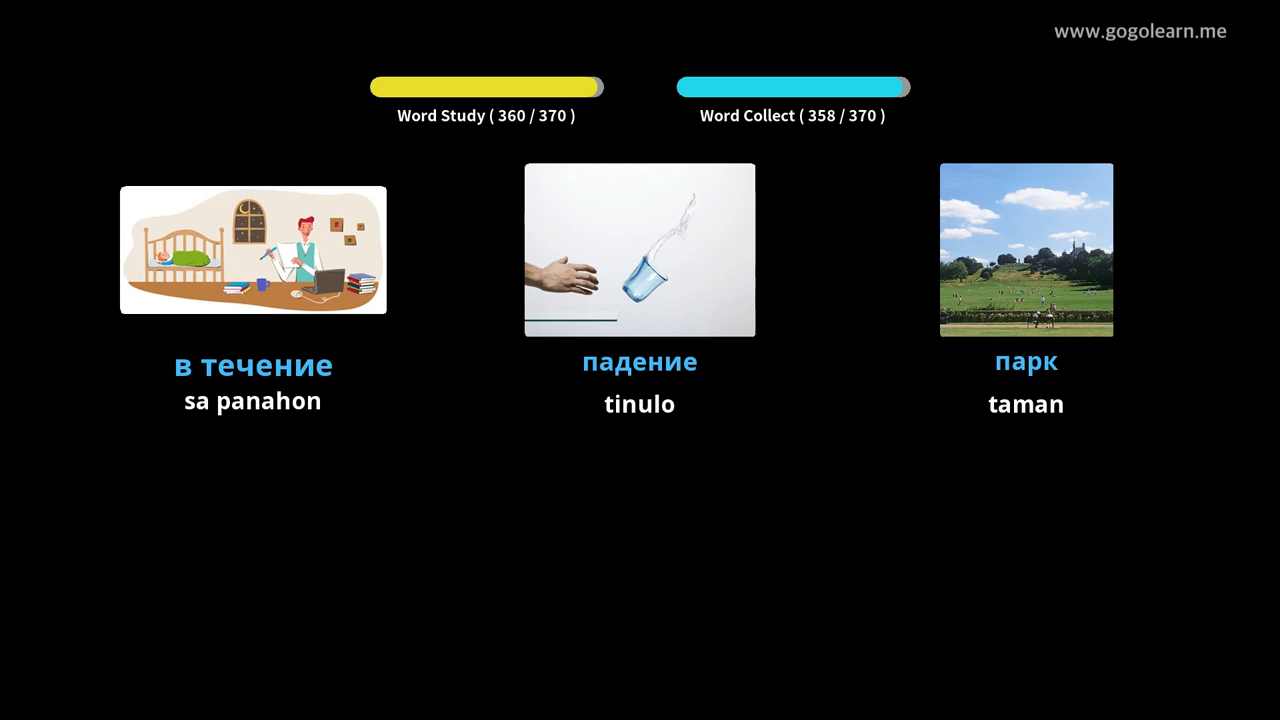 www.gogolearn.me
Word Study ( 360 / 370 )
Word Collect ( 358 / 370 )
в течение
sa panahon
падение
tinulo
парк
taman